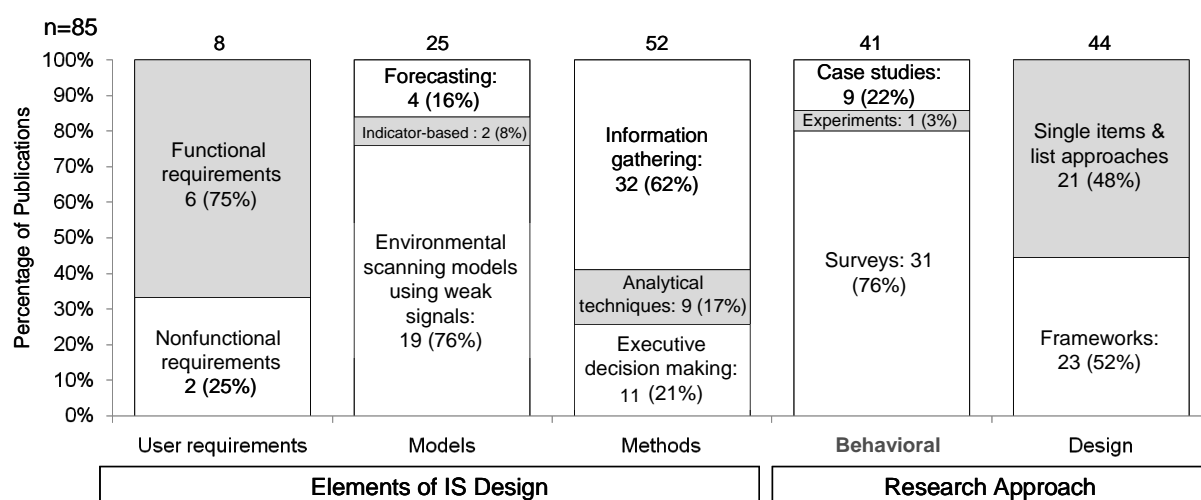 n=85
8
25
52
41
44
Percentage of Publications
100%
90%
80%
70%
60%
50%
40%
30%
20%
10%
0%
Functional
requirements
6 (75%)
Nonfunctional
requirements
2 (25%)
Forecasting:
4 (16%)
Indicator-based : 2 (8%)
Environmental
scanning models
using weak
signals:
19 (76%)
Information
gathering:
32 (62%)
Analytical
techniques: 9 (17%)
Executive
decision making:
11 (21%)
Case studies:
9 (22%)
Experiments: 1 (3%)
Surveys: 31
(76%)
Single items &
list approaches
21 (48%)
Frameworks:
23 (52%)
User requirements
Models
Methods
Behavioral
Design
Elements of IS Design
Research Approach